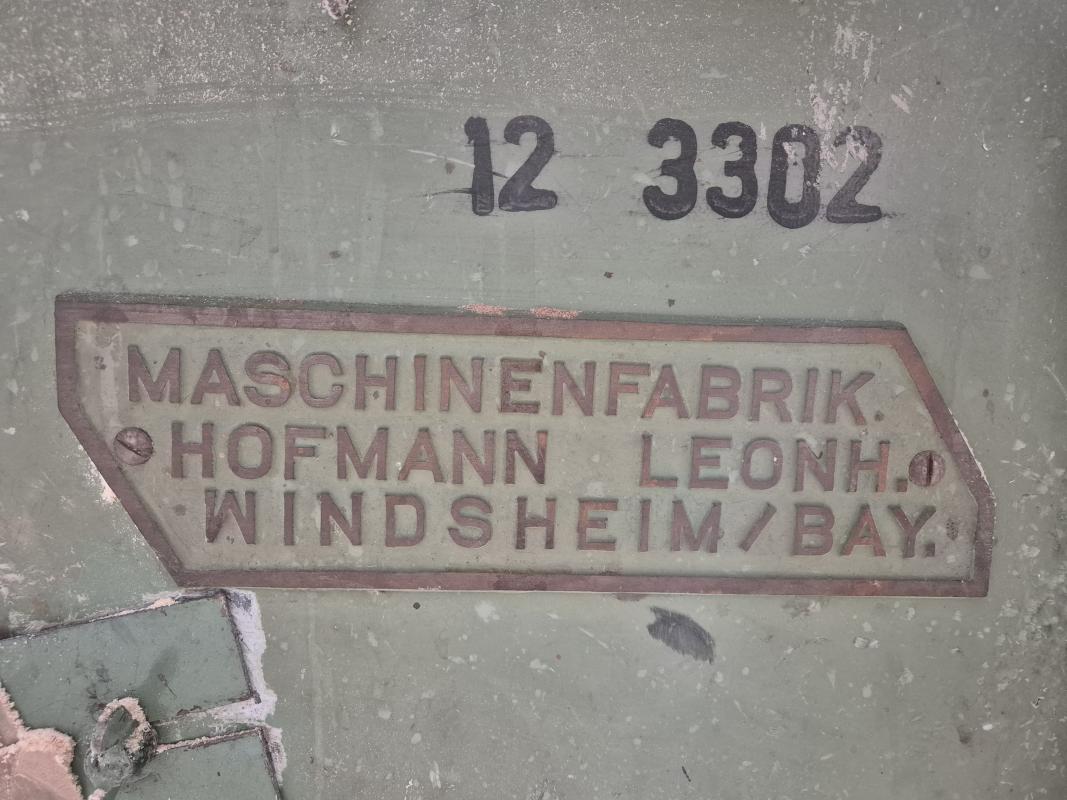 12 3302
MASCHINENFABRIK.
HOFMANN LEONH.
WINDSHEIM/BAY.